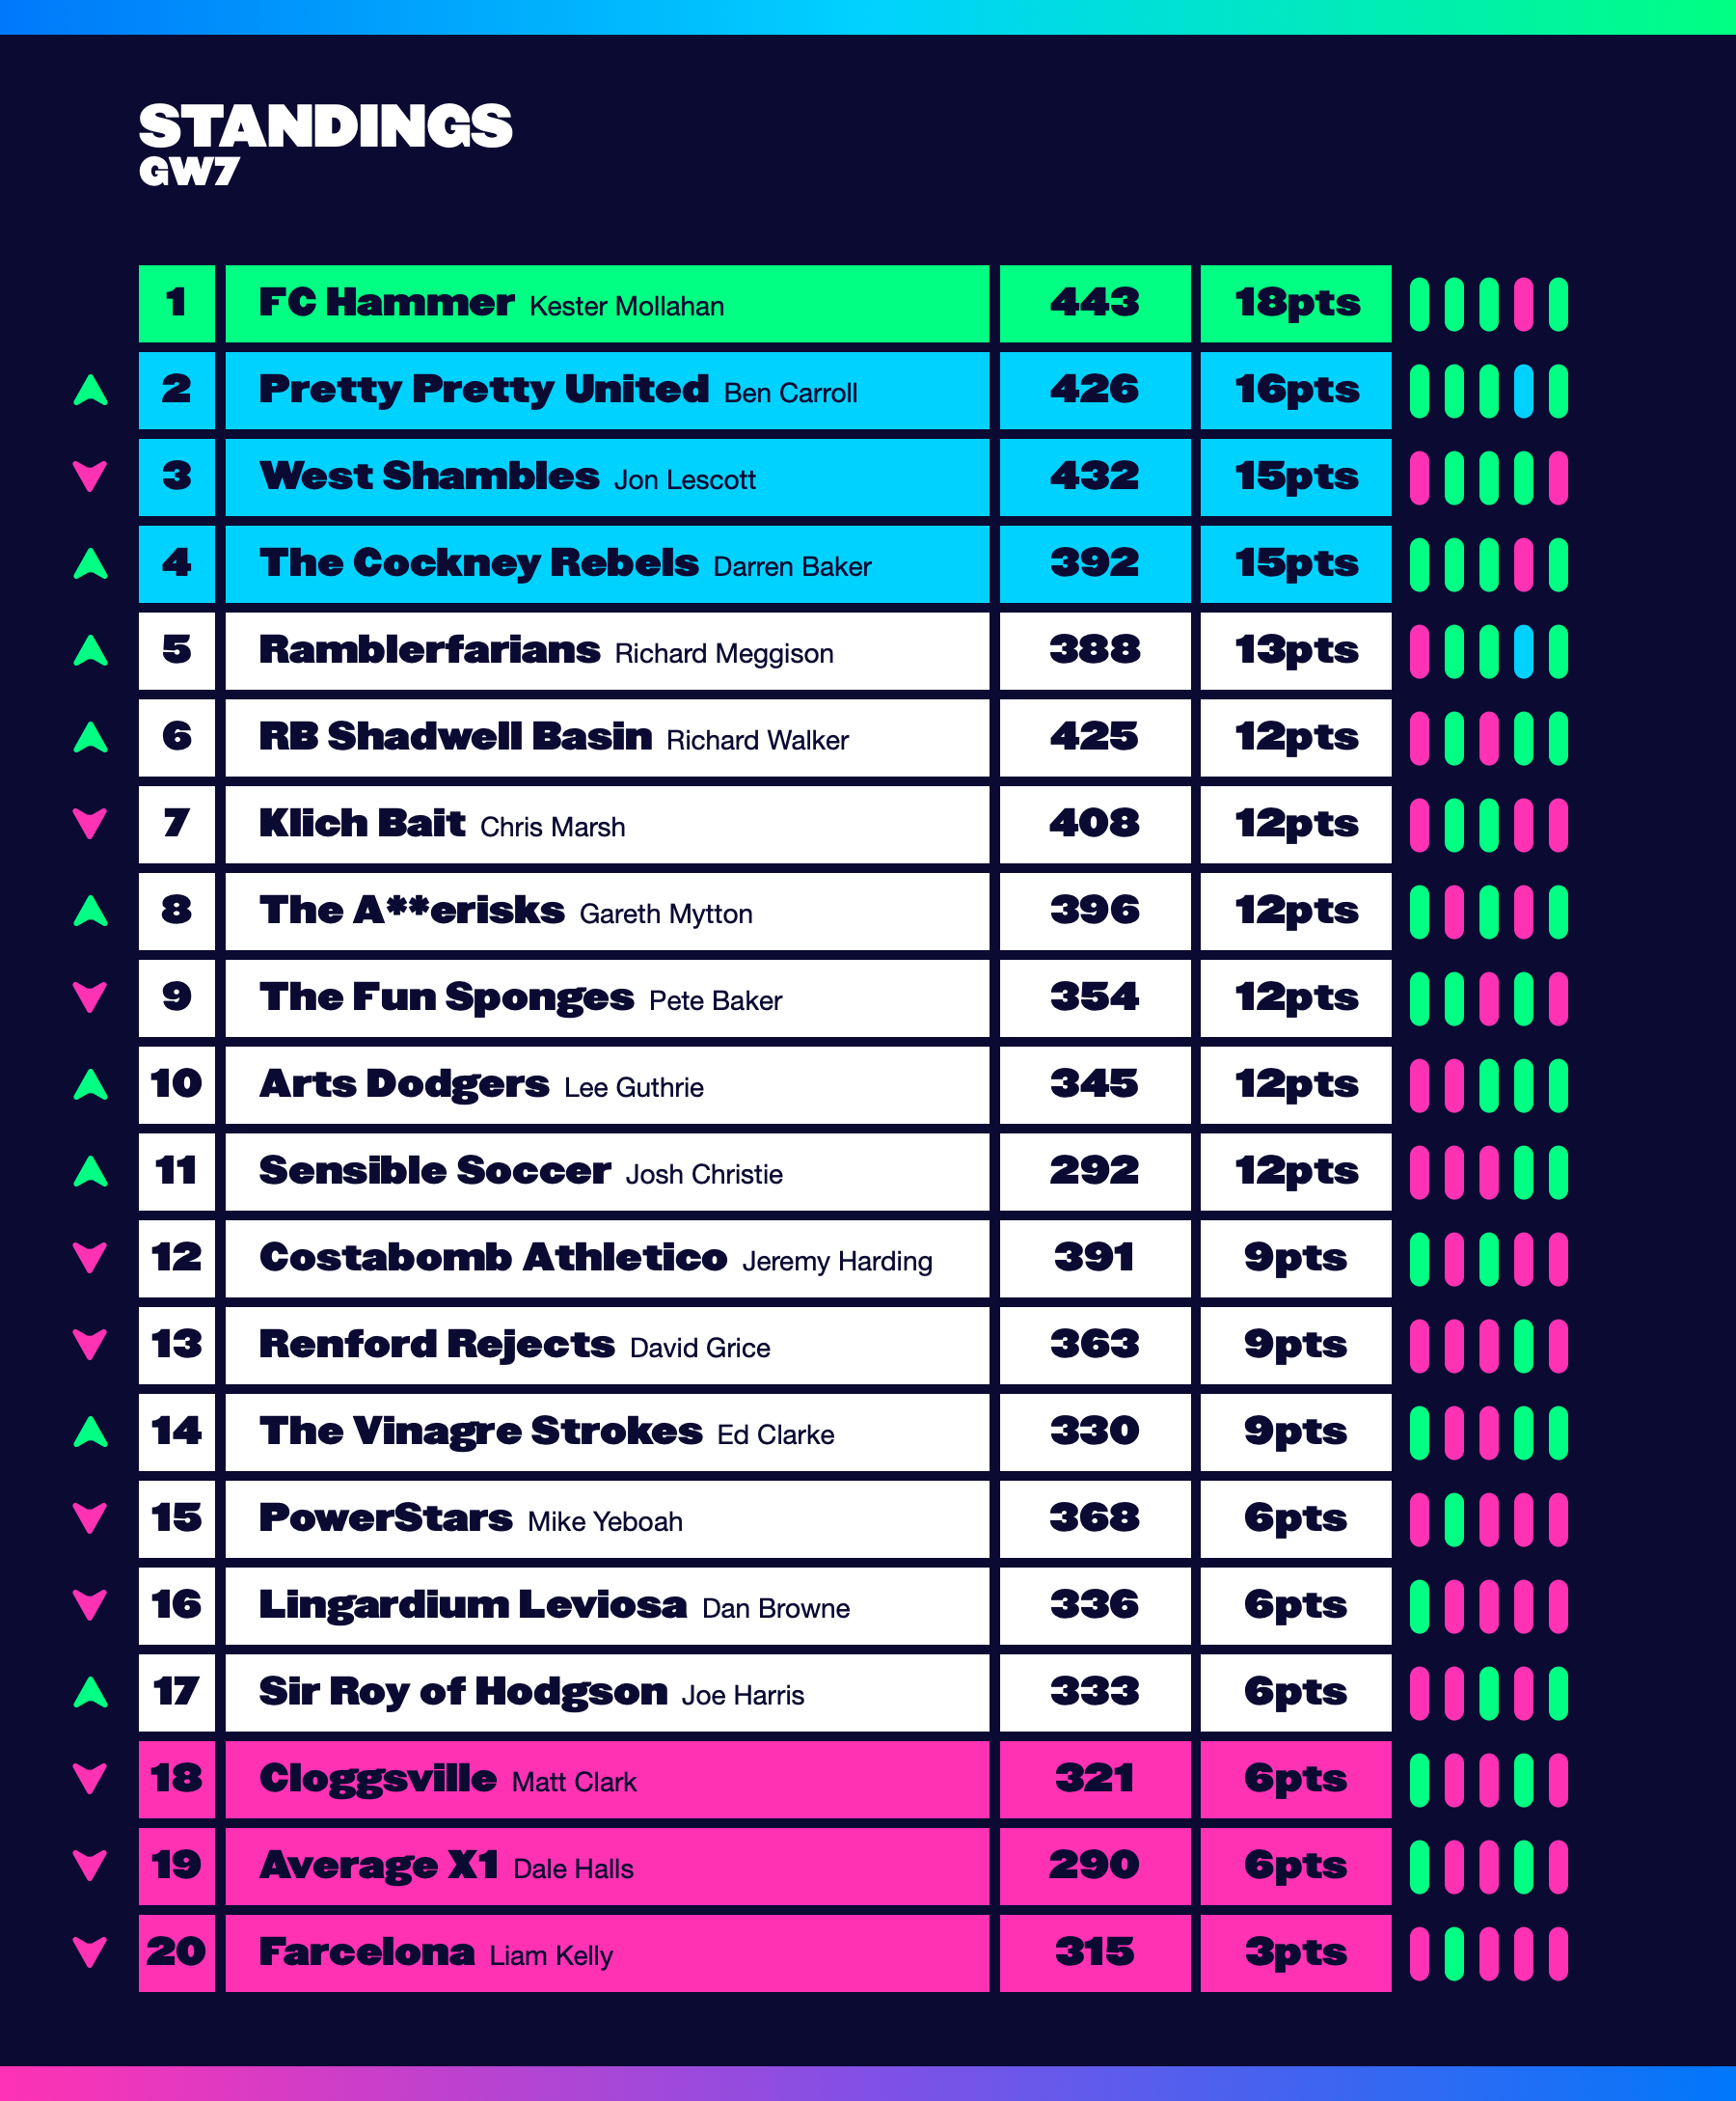 STANDINGS
GW7
1 FC Hammer Kester Mollahan 443 18pts
2 Pretty Pretty United Ben Carroll 426 16pts
3 West Shambles Jon Lescott 432 15pts
4 The Cockney Rebels Darren Baker 392 15pts
5 Ramblerfarians Richard Meggison 388 13pts
6 RB Shadwell Basin Richard Walker 425 12pts
7 Klich Bait Chris Marsh 408 12pts
8 The A**erisks Gareth Mytton 396 12pts
9 The Fun Sponges Pete Baker 354 12pts
10 Arts Dodgers Lee Guthrie 345 12pts
11 Sensible Soccer Josh Christie 292 12pts
12 Costabomb Athletico Jeremy Harding 391 9pts
13 Renford Rejects David Grice 363 9pts
14 The Vinagre Strokes Ed Clarke 330 9pts
15 PowerStars Mike Yeboah 368 6pts
16 Lingardium Leviosa Dan Browne 336 6pts
17 Sir Roy of Hodgson Joe Harris 333 6pts
18 Cloggsville Matt Clark 321 6pts
19 Average X1 Dale Halls 290 6pts
20 Farcelona Liam Kelly 315 3pts